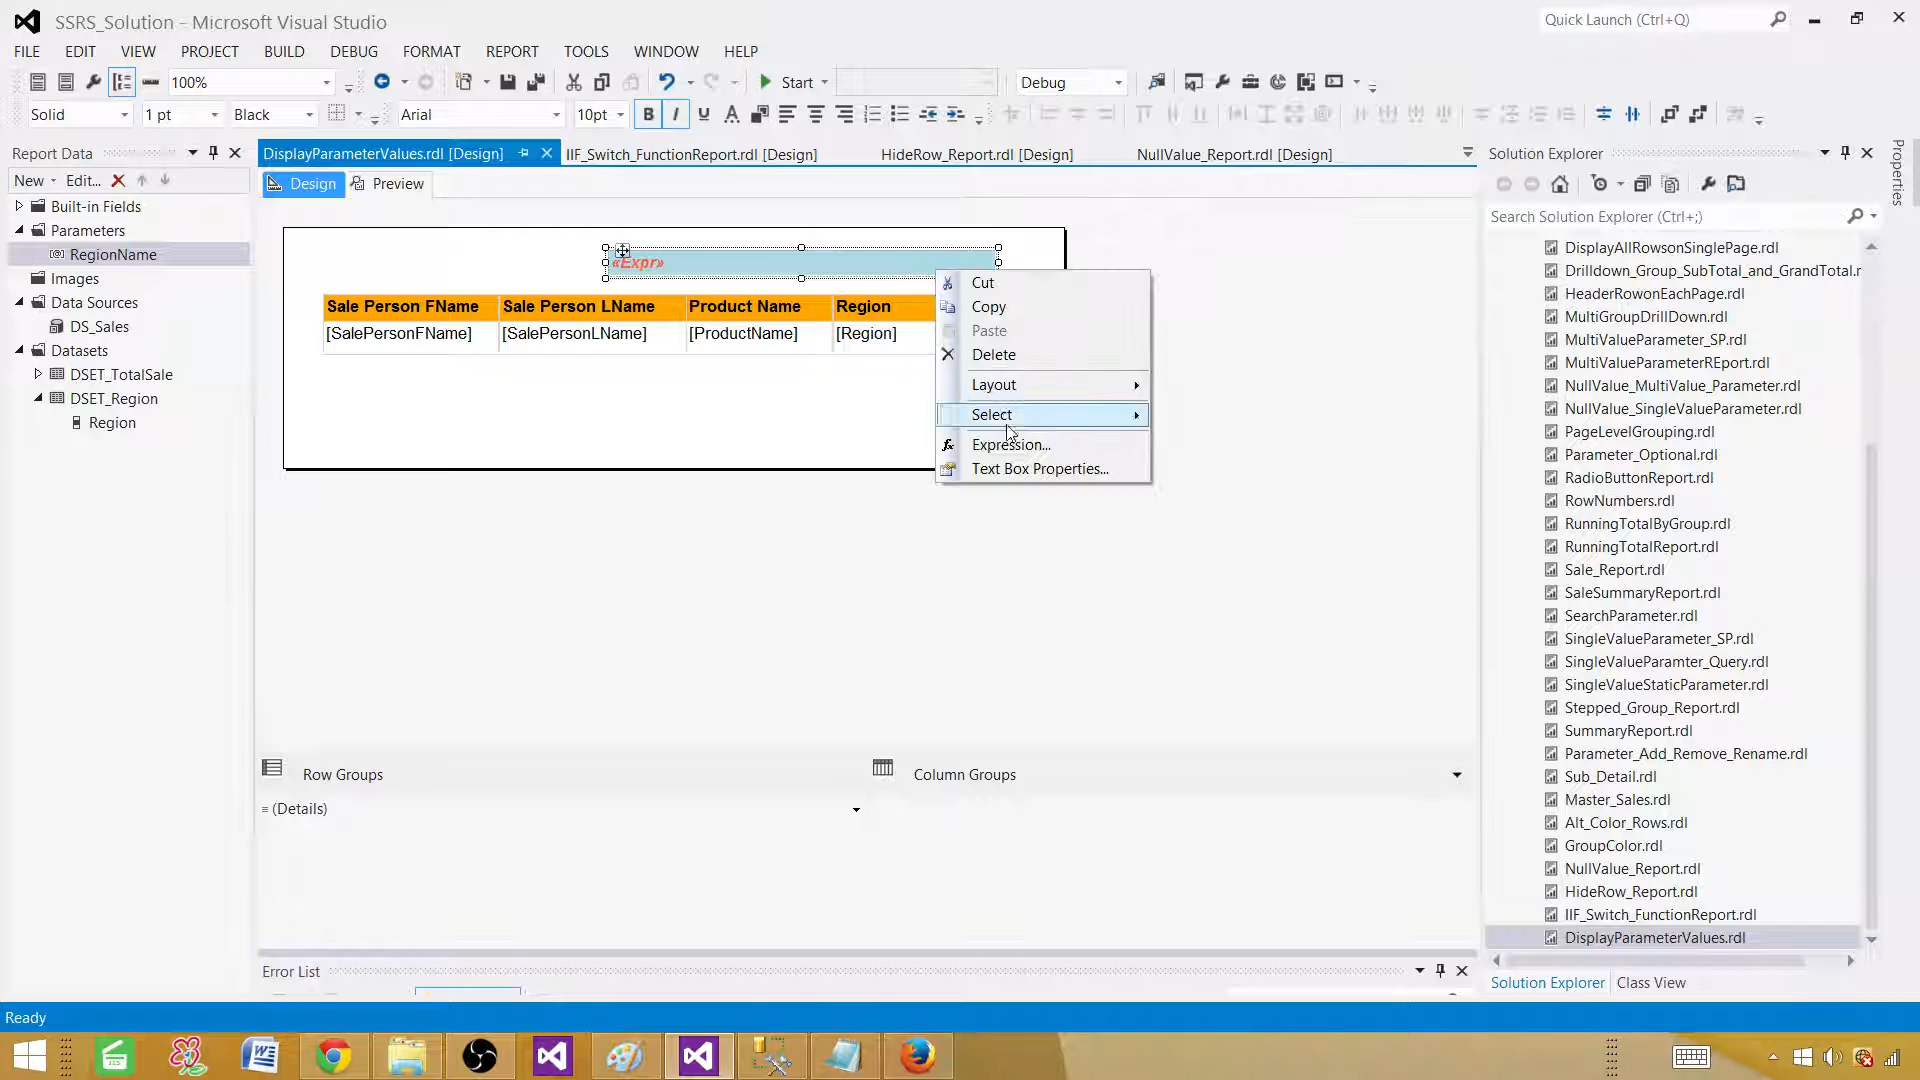 SSRS_Solution - Microsoft Visual Studio
Quick Launch (Ctrl+Q)
FILE EDIT VIEW PROJECT BUILD DEBUG FORMAT REPORT TOOLS WINDOW HELP
100% Start Debug
Solid 1 pt Black Arial 10pt B I U A
Report Data
DisplayParameterValues.rdl [Design] IIF_Switch_FunctionReport.rdl [Design] HideRow_Report.rdl [Design] NullValue_Report.rdl [Design]
Solution Explorer
Properties
New Edit...
Design Preview
Search Solution Explorer (Ctrl+;)
Built-in Fields
Parameters
RegionName
Images
Data Sources
DS_Sales
Datasets
DSET_TotalSale
DSET_Region
Region
«Expr»
Sale Person FName Sale Person LName Product Name Region
[SalePersonFName] [SalePersonLName] [ProductName] [Region]
Cut
Copy
Paste
Delete
Layout
Select
Expression...
Text Box Properties...
DisplayAllRowsonSinglePage.rdl
Drilldown_Group_SubTotal_and_GrandTotal.r
HeaderRowonEachPage.rdl
MultiGroupDrillDown.rdl
MultiValueParameter_SP.rdl
MultiValueParameterREport.rdl
NullValue_MultiValue_Parameter.rdl
NullValue_SingleValueParameter.rdl
PageLevelGrouping.rdl
Parameter_Optional.rdl
RadioButtonReport.rdl
RowNumbers.rdl
RunningTotalByGroup.rdl
RunningTotalReport.rdl
Sale_Report.rdl
SaleSummaryReport.rdl
SearchParameter.rdl
SingleValueParameter_SP.rdl
SingleValueParamter_Query.rdl
SingleValueStaticParameter.rdl
Stepped_Group_Report.rdl
SummaryReport.rdl
Parameter_Add_Remove_Rename.rdl
Sub_Detail.rdl
Master_Sales.rdl
Alt_Color_Rows.rdl
GroupColor.rdl
NullValue_Report.rdl
HideRow_Report.rdl
IIF_Switch_FunctionReport.rdl
DisplayParameterValues.rdl
Row Groups Column Groups
(Details)
Error List
Solution Explorer Class View
Ready